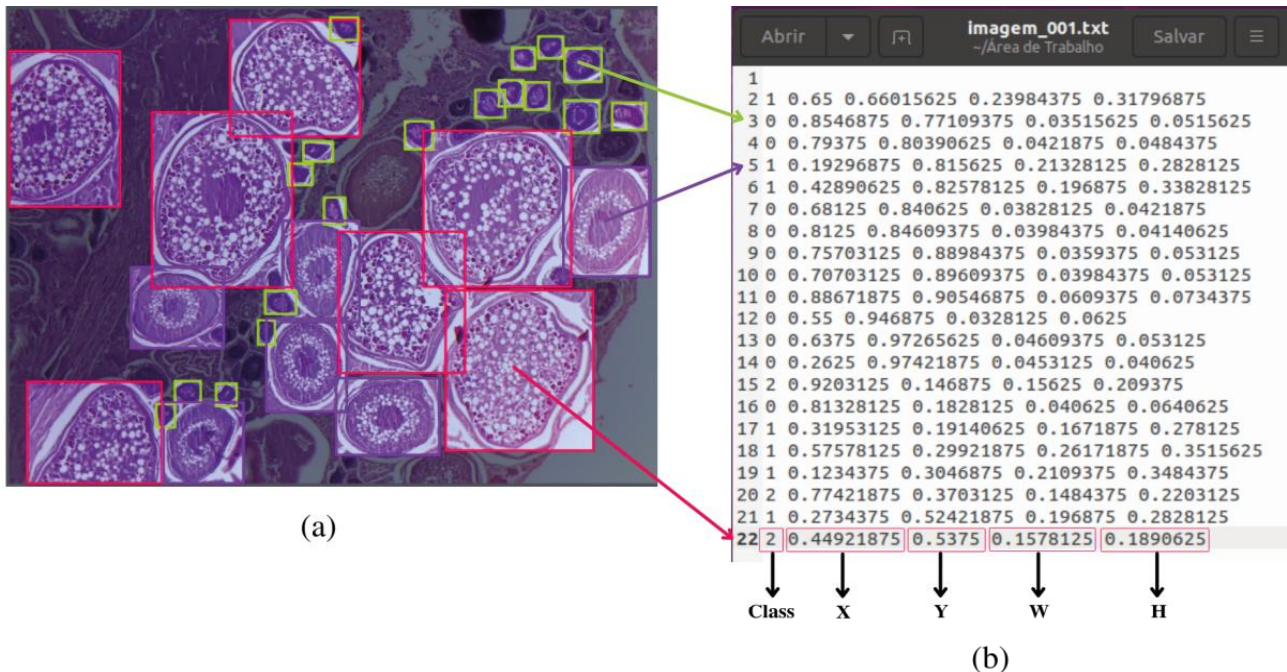 Abrir
imagem_001.txt
~/Área de Trabalho
Salvar
1
2 1 0.65 0.66015625 0.23984375 0.31796875
3 0 0.8546875 0.77109375 0.03515625 0.0515625
4 0 0.79375 0.80390625 0.0421875 0.0484375
5 1 0.19296875 0.815625 0.21328125 0.2828125
6 1 0.42890625 0.82578125 0.196875 0.33828125
7 0 0.68125 0.840625 0.03828125 0.0421875
8 0 0.8125 0.84609375 0.03984375 0.04140625
9 0 0.75703125 0.88984375 0.0359375 0.053125
10 0 0.70703125 0.89609375 0.03984375 0.053125
11 0 0.88671875 0.90546875 0.0609375 0.0734375
12 0 0.55 0.946875 0.0328125 0.0625
13 0 0.6375 0.97265625 0.04609375 0.053125
14 0 0.2625 0.97421875 0.0453125 0.040625
15 2 0.9203125 0.146875 0.15625 0.209375
16 0 0.81328125 0.1828125 0.040625 0.0640625
17 1 0.31953125 0.19140625 0.1671875 0.278125
18 1 0.57578125 0.29921875 0.26171875 0.3515625
19 1 0.1234375 0.3046875 0.2109375 0.3484375
20 2 0.77421875 0.3703125 0.1484375 0.2203125
21 1 0.2734375 0.52421875 0.196875 0.2828125
22 2 0.44921875 0.5375 0.1578125 0.1890625
Class X Y W H
(a)
(b)